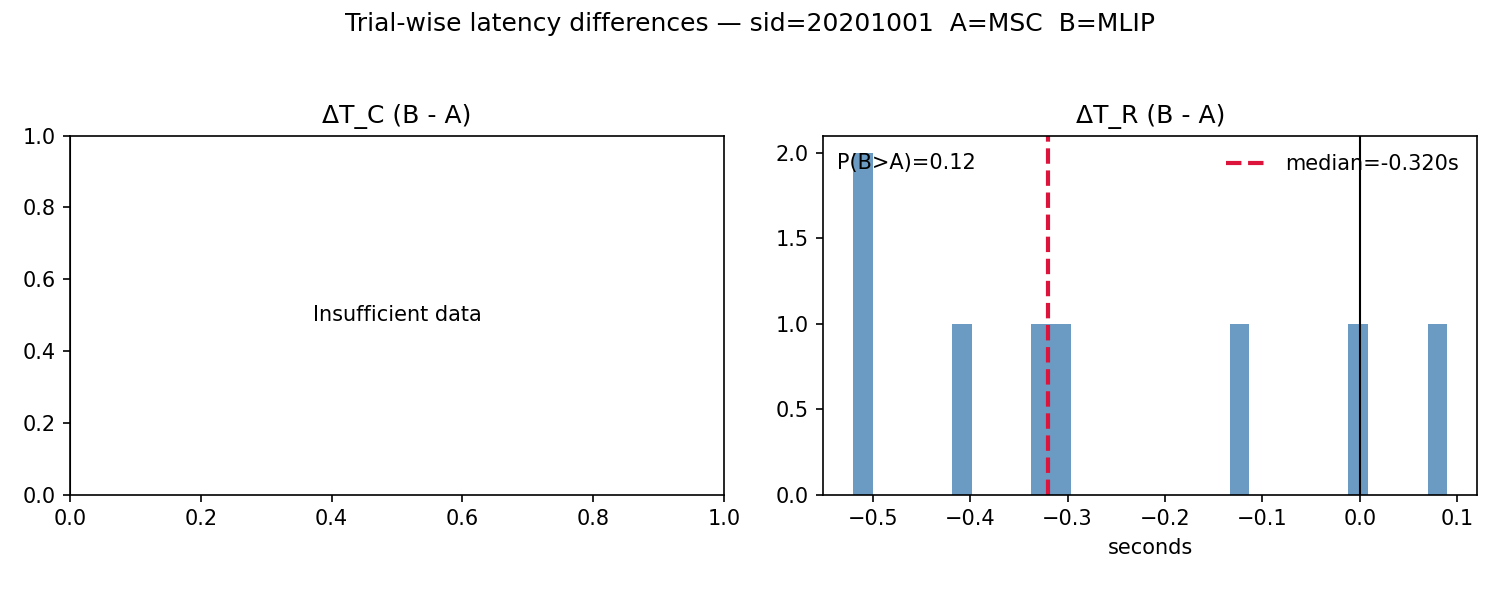 Trial-wise latency differences — sid=20201001  A=MSC  B=MLIP
ΔT_C (B - A)
1.0
0.8
0.6
0.4
0.2
0.0
Insufficient data
0.0 0.2 0.4 0.6 0.8 1.0
ΔT_R (B - A)
2.0
1.5
1.0
0.5
0.0
P(B>A)=0.12
median=-0.320s
−0.5 −0.4 −0.3 −0.2 −0.1 0.0 0.1
seconds